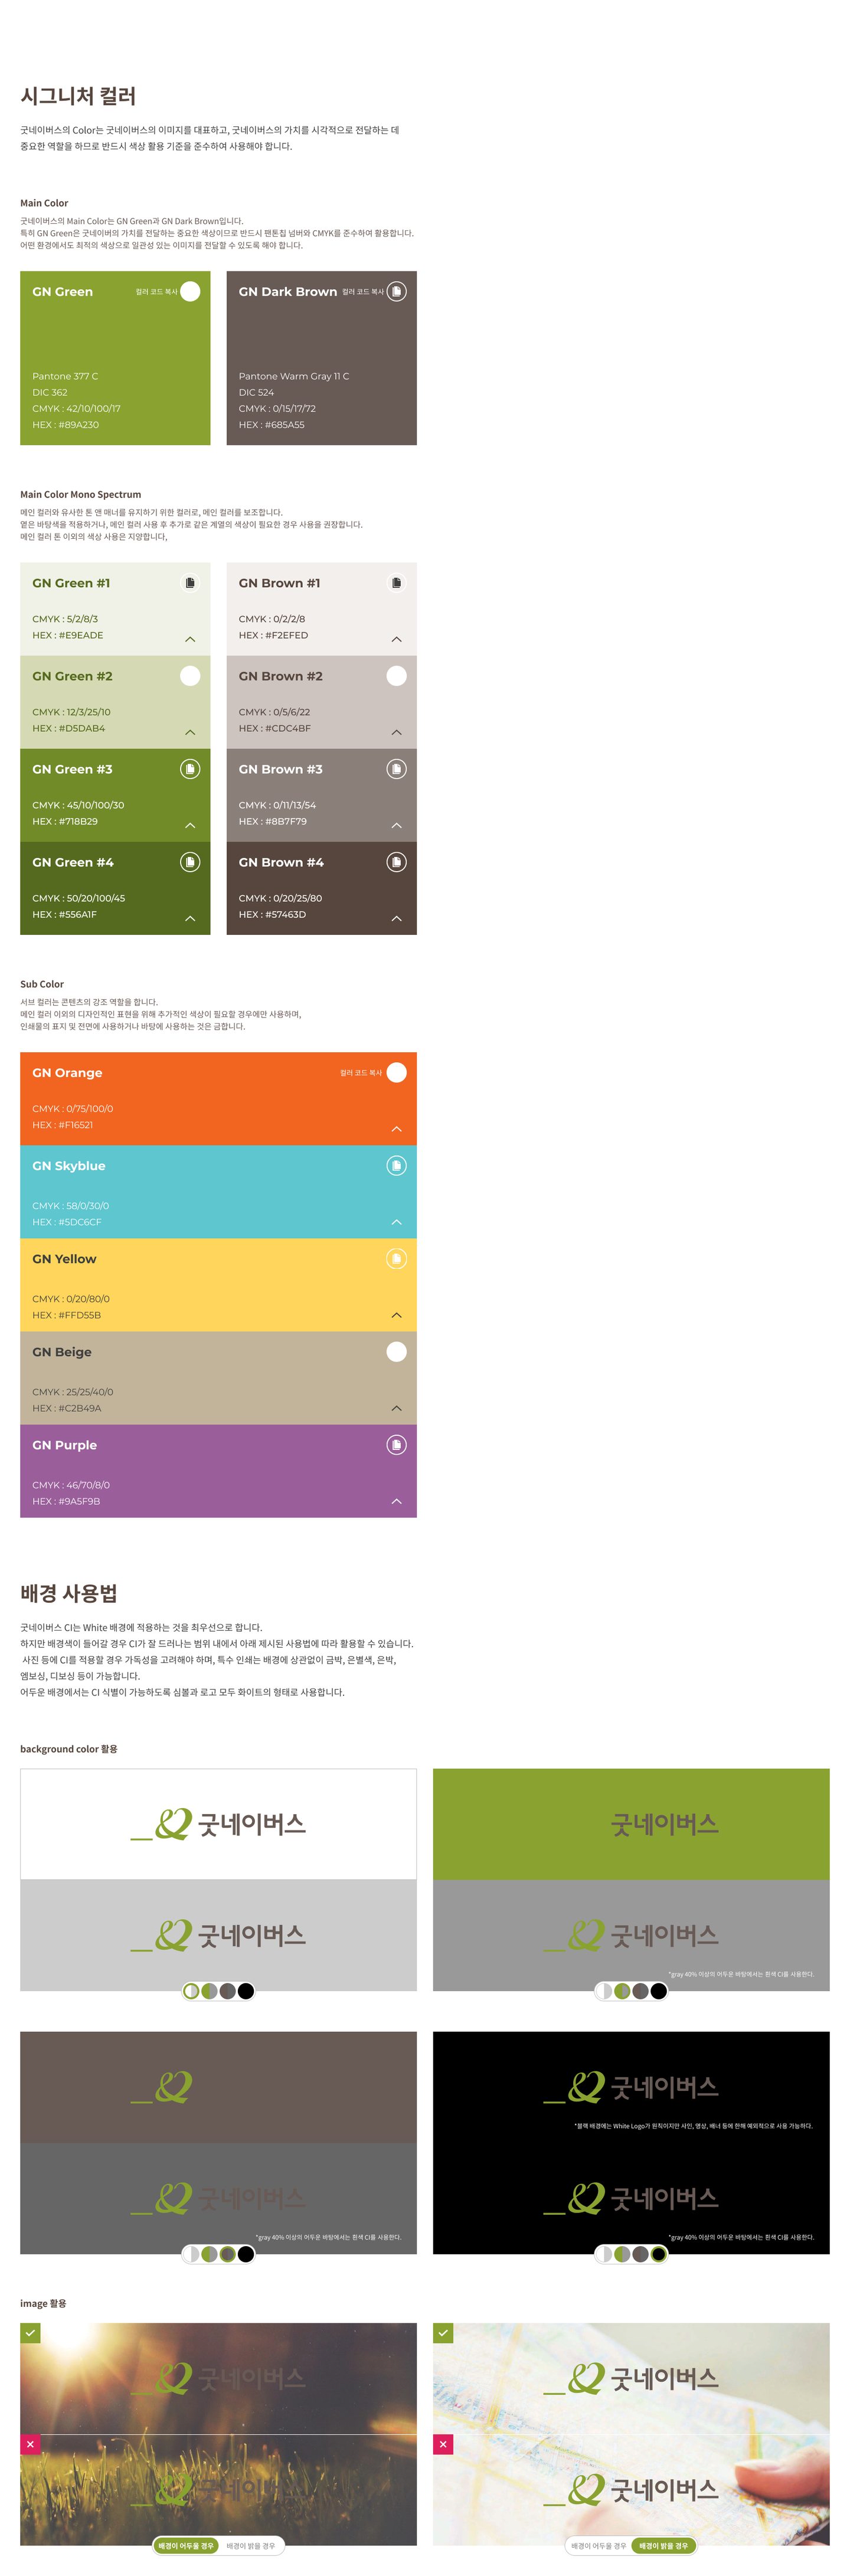 시그니처 컬러
굿네이버스의 Color는 굿네이버스의 이미지를 대표하고, 굿네이버스의 가치를 시각적으로 전달하는 데
중요한 역할을 하므로 반드시 색상 활용 기준을 준수하여 사용해야 합니다.
Main Color
굿네이버스의 Main Color는 GN Green과 GN Dark Brown입니다.
특히 GN Green은 굿네이버의 가치를 전달하는 중요한 색상이므로 반드시 팬톤칩 넘버와 CMYK를 준수하여 활용합니다.
어떤 환경에서도 최적의 색상으로 일관성 있는 이미지를 전달할 수 있도록 해야 합니다.
GN Green
컬러 코드 복사
Pantone 377 C
DIC 362
CMYK : 42/10/100/17
HEX : #89A230
GN Dark Brown
컬러 코드 복사
Pantone Warm Gray 11 C
DIC 524
CMYK : 0/15/17/72
HEX : #685A55
Main Color Mono Spectrum
메인 컬러와 유사한 톤 앤 매너를 유지하기 위한 컬러로, 메인 컬러를 보조합니다.
옅은 바탕색을 적용하거나, 메인 컬러 사용 후 추가로 같은 계열의 색상이 필요한 경우 사용을 권장합니다.
메인 컬러 톤 이외의 색상 사용은 지양합니다,
GN Green #1
CMYK : 5/2/8/3
HEX : #E9EADE
GN Green #2
CMYK : 12/3/25/10
HEX : #D5DAB4
GN Green #3
CMYK : 45/10/100/30
HEX : #718B29
GN Green #4
CMYK : 50/20/100/45
HEX : #556A1F
GN Brown #1
CMYK : 0/2/2/8
HEX : #F2EFED
GN Brown #2
CMYK : 0/5/6/22
HEX : #CDC4BF
GN Brown #3
CMYK : 0/11/13/54
HEX : #8B7F79
GN Brown #4
CMYK : 0/20/25/80
HEX : #57463D
Sub Color
서브 컬러는 콘텐츠의 강조 역할을 합니다.
메인 컬러 이외의 디자인적인 표현을 위해 추가적인 색상이 필요할 경우에만 사용하며,
인쇄물의 표지 및 전면에 사용하거나 바탕에 사용하는 것은 금합니다.
GN Orange
컬러 코드 복사
CMYK : 0/75/100/0
HEX : #F16521
GN Skyblue
CMYK : 58/0/30/0
HEX : #5DC6CF
GN Yellow
CMYK : 0/20/80/0
HEX : #FFD55B
GN Beige
CMYK : 25/25/40/0
HEX : #C2B49A
GN Purple
CMYK : 46/70/8/0
HEX : #9A5F9B
배경 사용법
굿네이버스 CI는 White 배경에 적용하는 것을 최우선으로 합니다.
하지만 배경색이 들어갈 경우 CI가 잘 드러나는 범위 내에서 아래 제시된 사용법에 따라 활용할 수 있습니다.
사진 등에 CI를 적용할 경우 가독성을 고려해야 하며, 특수 인쇄는 배경에 상관없이 금박, 은별색, 은박,
엠보싱, 디보싱 등이 가능합니다.
어두운 배경에서는 CI 식별이 가능하도록 심볼과 로고 모두 화이트의 형태로 사용합니다.
background color 활용
굿네이버스
굿네이버스
굿네이버스
굿네이버스
*gray 40% 이상의 어두운 바탕에서는 흰색 CI를 사용한다.
굿네이버스
*gray 40% 이상의 어두운 바탕에서는 흰색 CI를 사용한다.
굿네이버스
*블랙 배경에는 White Logo가 원칙이지만 사인, 영상, 배너 등에 한해 예외적으로 사용 가능하다.
굿네이버스
*gray 40% 이상의 어두운 바탕에서는 흰색 CI를 사용한다.
image 활용
굿네이버스
굿네이버스
배경이 어두울 경우
배경이 밝을 경우
굿네이버스
굿네이버스
배경이 어두울 경우
배경이 밝을 경우